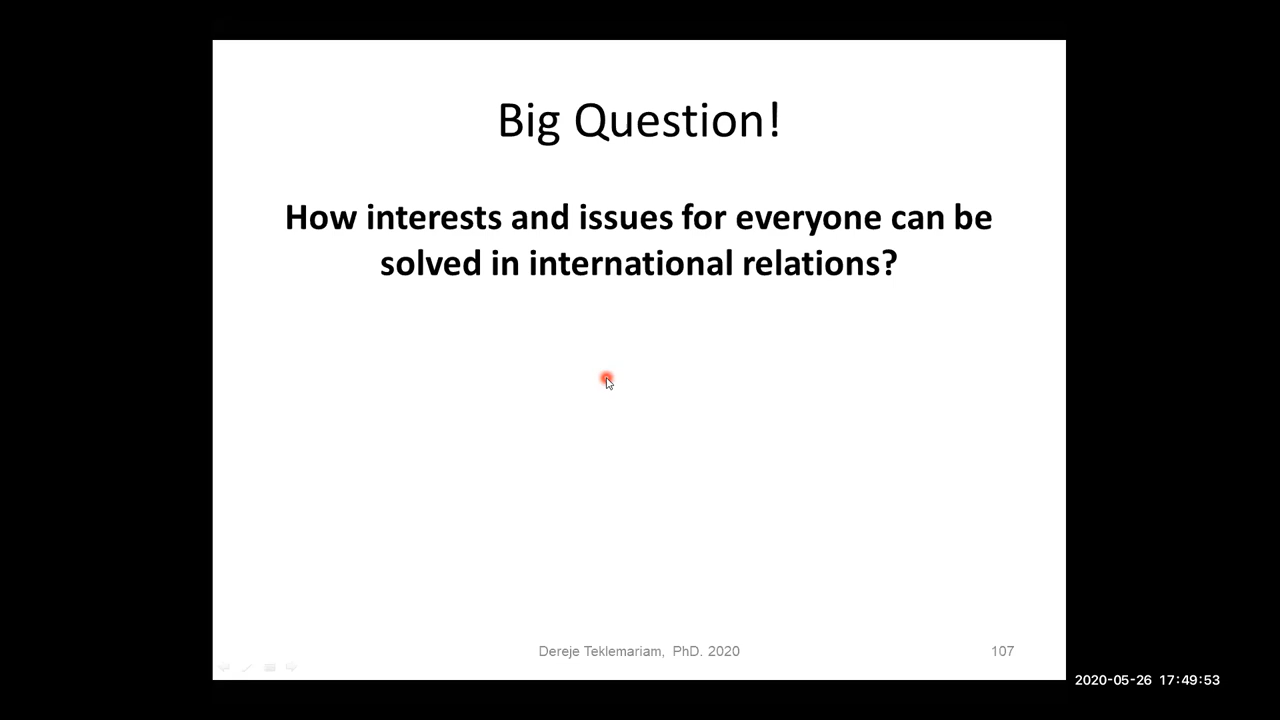 Big Question!
How interests and issues for everyone can be
solved in international relations?
Dereje Teklemariam, PhD. 2020
107
2020-05-26 17:49:53